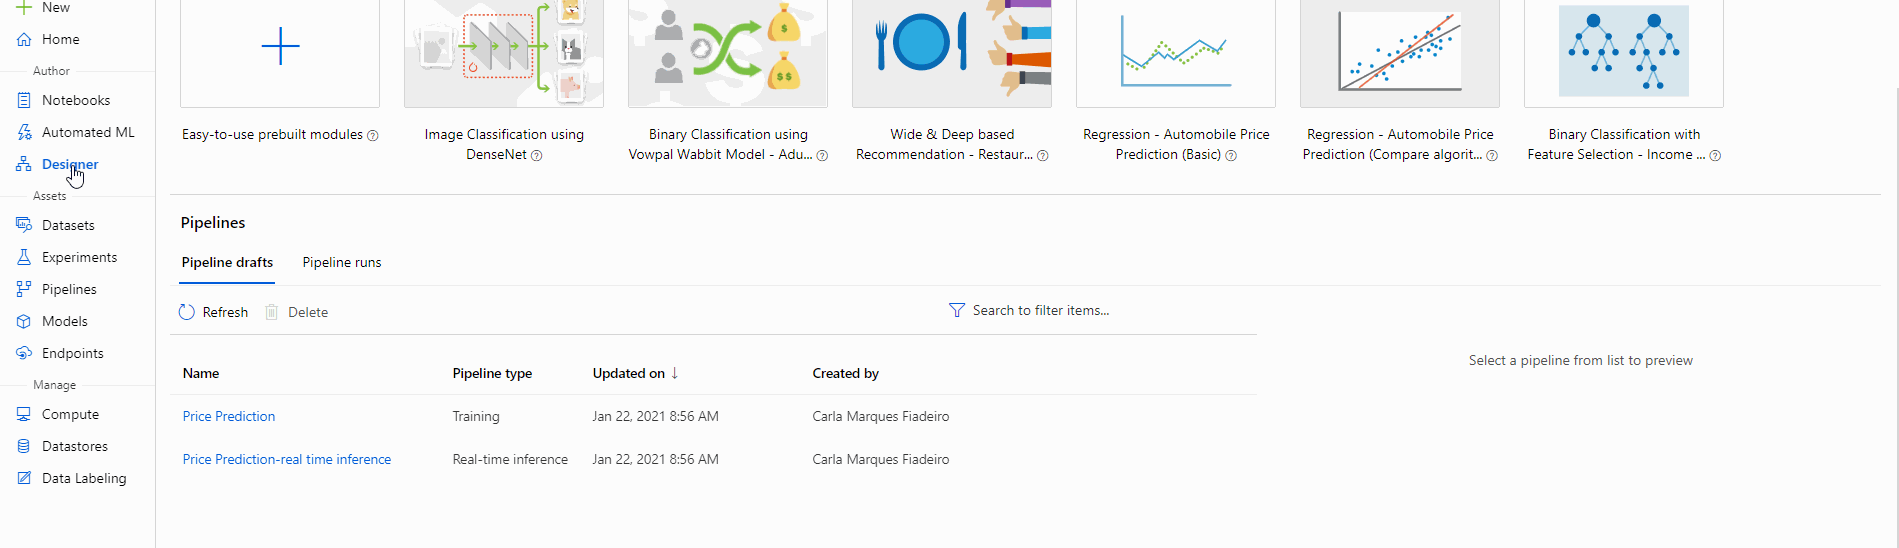 New
Home
Author
Notebooks
Automated ML
Designer
Assets
Datasets
Experiments
Pipelines
Models
Endpoints
Manage
Compute
Datastores
Data Labeling
Easy-to-use prebuilt modules
Image Classification using
DenseNet
$
$$
Binary Classification using
Vowpal Wabbit Model - Adu...
Wide & Deep based
Recommendation - Restaur...
Regression - Automobile Price
Prediction (Basic)
Regression - Automobile Price
Prediction (Compare algorit...
Binary Classification with
Feature Selection - Income ...
Pipelines
Pipeline drafts Pipeline runs
Refresh Delete Search to filter items...
Select a pipeline from list to preview
Name Pipeline type Updated on ↓ Created by
Price Prediction Training Jan 22, 2021 8:56 AM Carla Marques Fiadeiro
Price Prediction-real time inference Real-time inference Jan 22, 2021 8:56 AM Carla Marques Fiadeiro